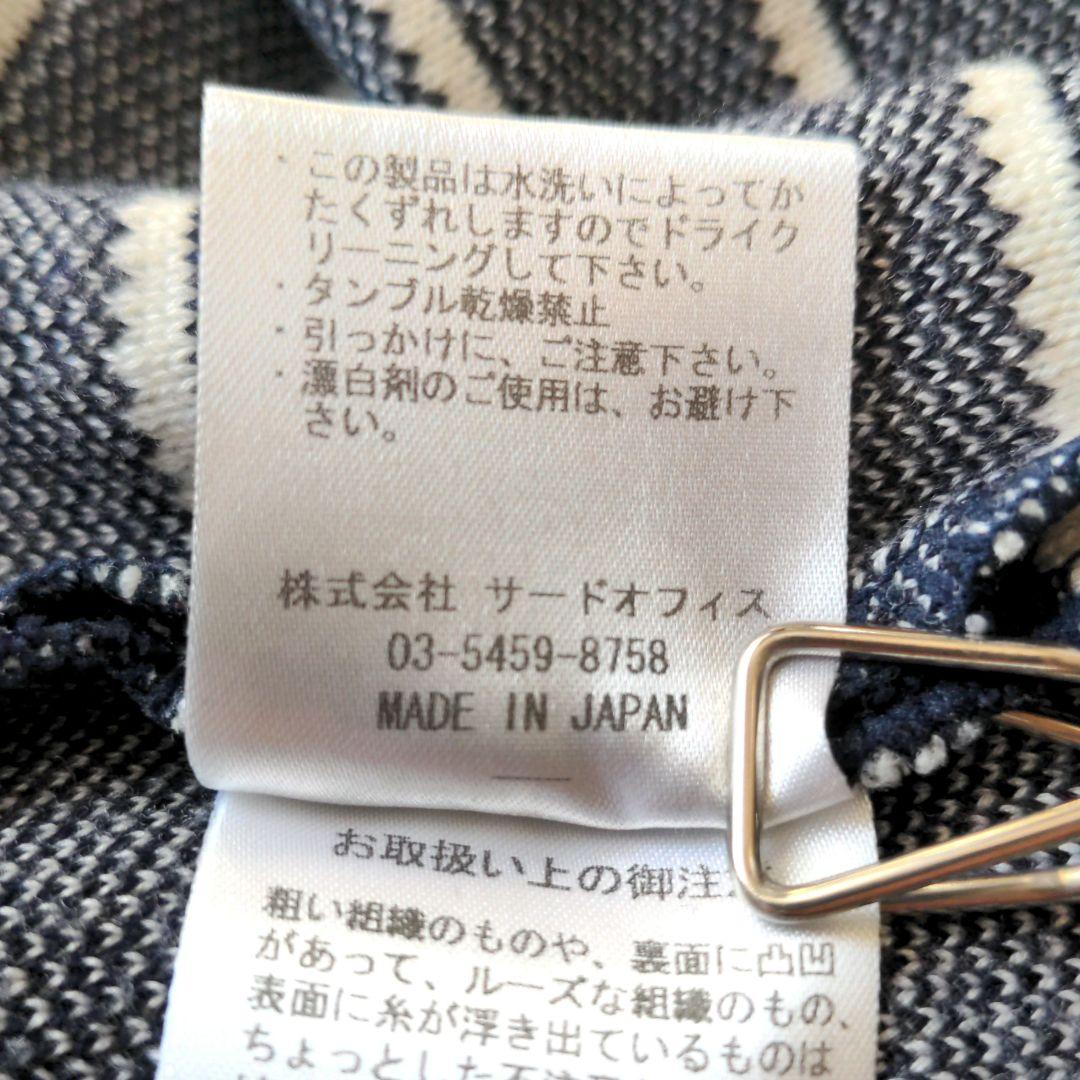 ・この製品は水洗いによってか
たくずれしますのでドライク
リーニングして下さい。
・タンブル乾燥禁止
・引っかけに、ご注意下さい。
・漂白剤のご使用は、お避け下
さい。
株式会社 サードオフィス
03-5459-8758
MADE IN JAPAN
お取扱い上の御注
粗い組織のものや、裏面に凸凹
があって、ルーズな組織のもの、
表面に糸が浮き出ているものは
ちょっとした不注意